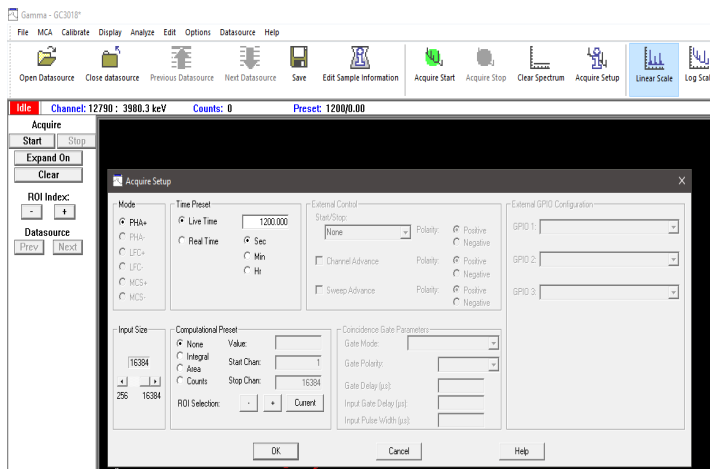 Gamma - GC3018*
File MCA Calibrate Display Analyze Edit Options Datasource Help
Open Datasource Close datasource Previous Datasource Next Datasource Save Edit Sample Information Acquire Start Acquire Stop Clear Spectrum Acquire Setup Linear Scale Log Scal
Idle Channel: 12790 : 3980.3 keV Counts: 0 Preset: 1200/0.00
Acquire
Start Stop
Expand On
Clear
ROI Index:
- +
Datasource
Prev Next
Acquire Setup X
Mode
PHA+
PHA-
LFC+
LFC-
MCS+
MCS-
Time Preset
Live Time 1200.000
Real Time Sec
Min
Hr
External Control
Start/Stop:
None Polarity: Positive
Negative
Channel Advance Polarity: Positive
Negative
Sweep Advance Polarity: Positive
Negative
External GPIO Configuration
GPIO 1:
GPIO 2:
GPIO 3:
Input Size
16384
256 16384
Computational Preset
None Value:
Integral Start Chan: 1
Area
Counts Stop Chan: 16384
ROI Selection: - + Current
Coincidence Gate Parameters
Gate Mode:
Gate Polarity:
Gate Delay (µs):
Input Gate Delay (µs):
Input Pulse Width (µs):
OK Cancel Help